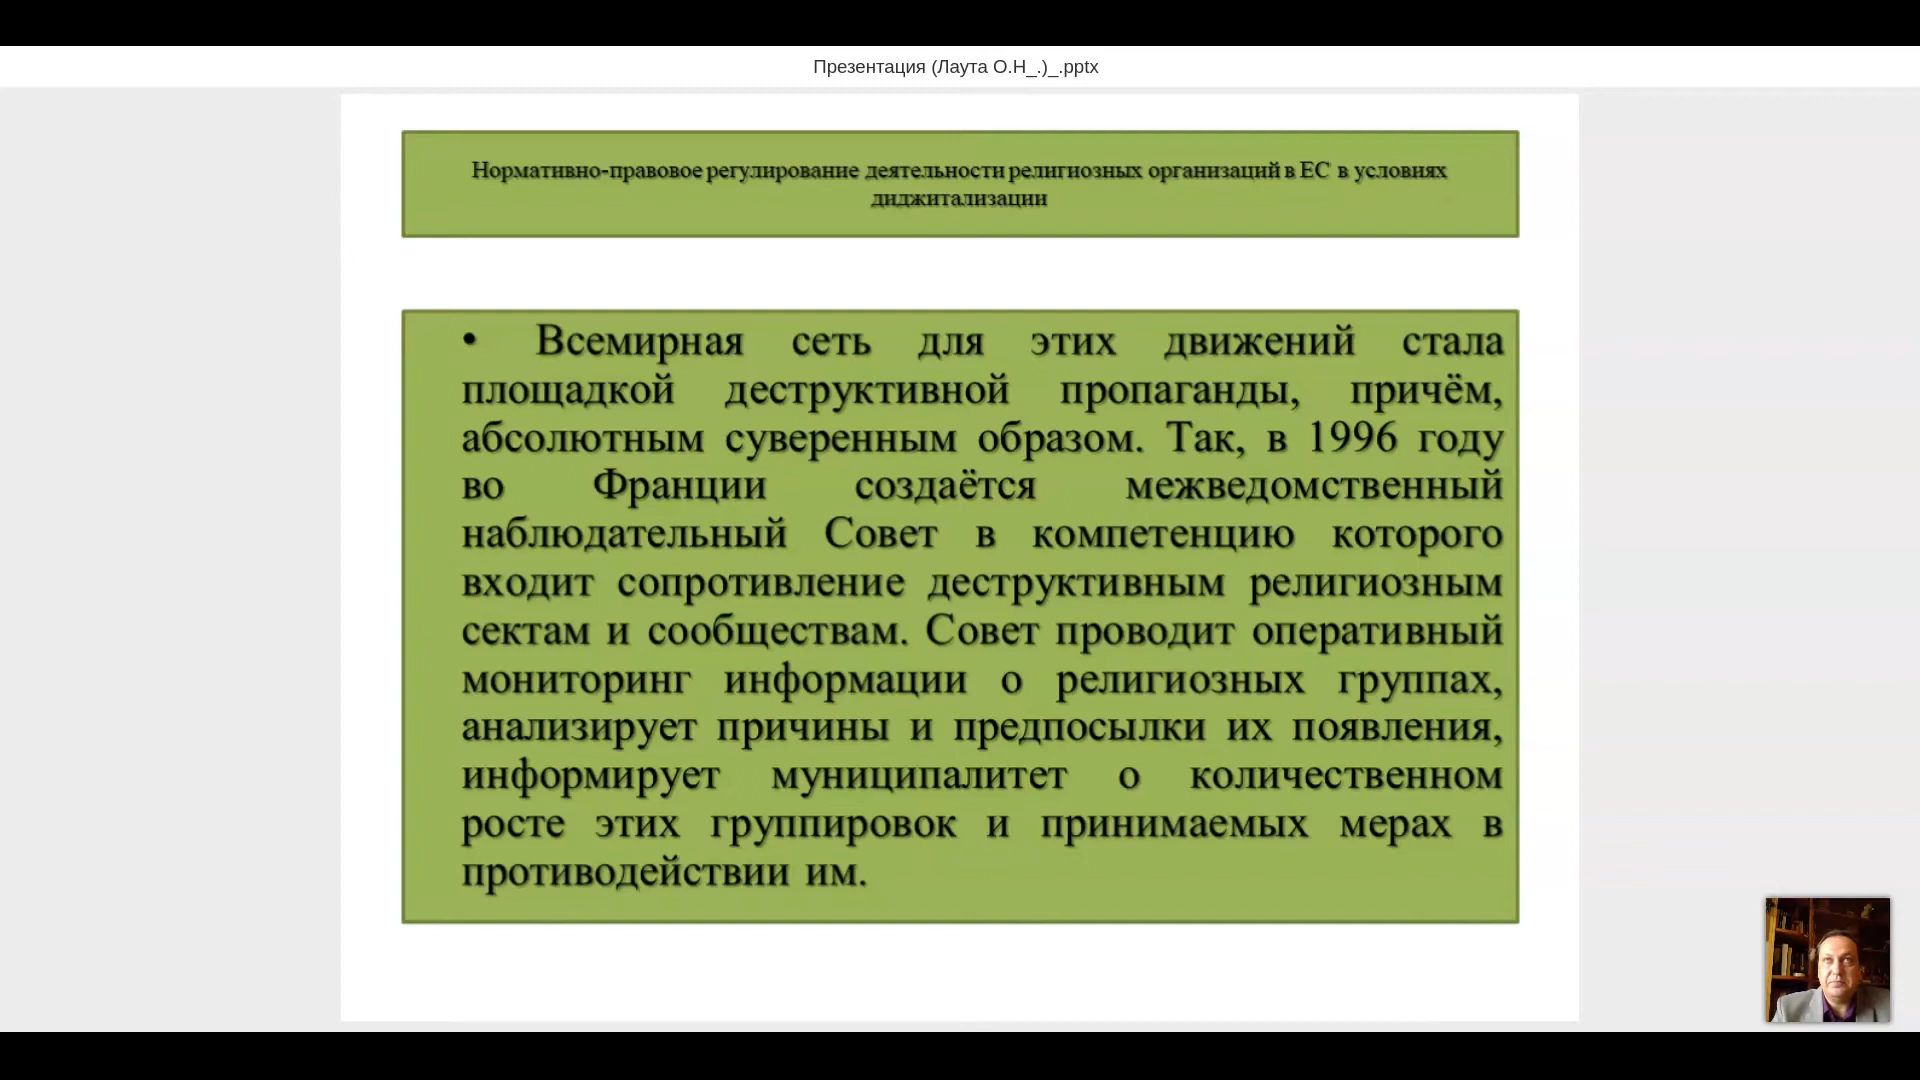 Презентация (Лаута О.Н_.)_.pptx
Нормативно-правовое регулирование деятельности религиозных организаций в ЕС в условиях
диджитализации
• Всемирная сеть для этих движений стала
площадкой деструктивной пропаганды, причём,
абсолютным суверенным образом. Так, в 1996 году
во Франции создаётся межведомственный
наблюдательный Совет в компетенцию которого
входит сопротивление деструктивным религиозным
сектам и сообществам. Совет проводит оперативный
мониторинг информации о религиозных группах,
анализирует причины и предпосылки их появления,
информирует муниципалитет о количественном
росте этих группировок и принимаемых мерах в
противодействии им.